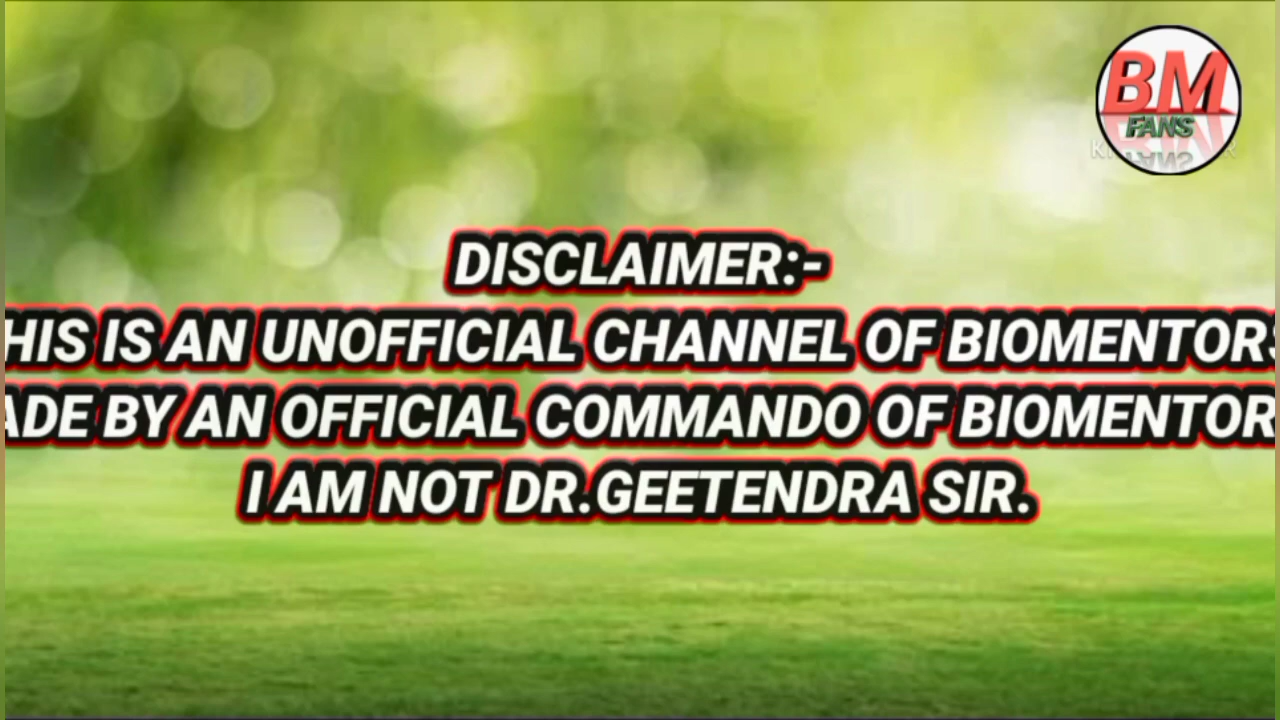 BM
FANS
DISCLAIMER:-
HIS IS AN UNOFFICIAL CHANNEL OF BIOMENTORS
ADE BY AN OFFICIAL COMMANDO OF BIOMENTOR
I AM NOT DR.GEETENDRA SIR.